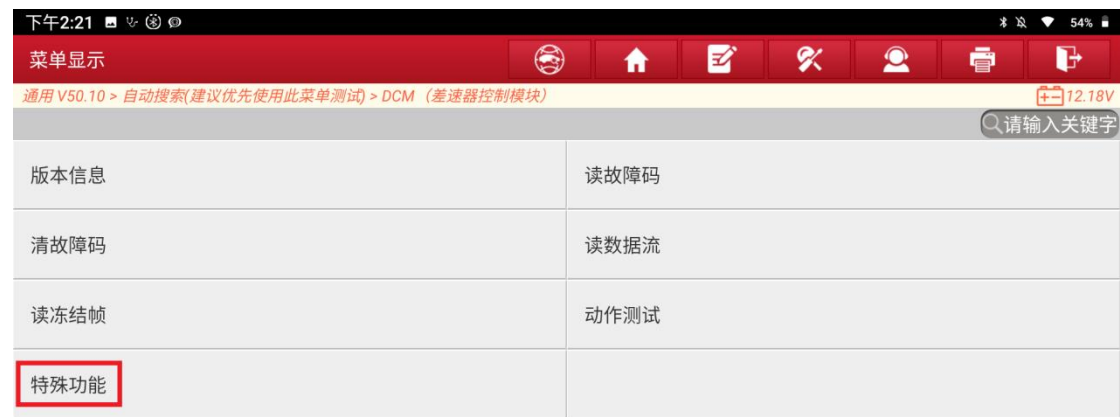 下午2:21 54%
菜单显示
通用 V50.10 > 自动搜索(建议优先使用此菜单测试) > DCM（差速器控制模块） 12.18V
请输入关键字
版本信息 读故障码
清故障码 读数据流
读冻结帧 动作测试
特殊功能